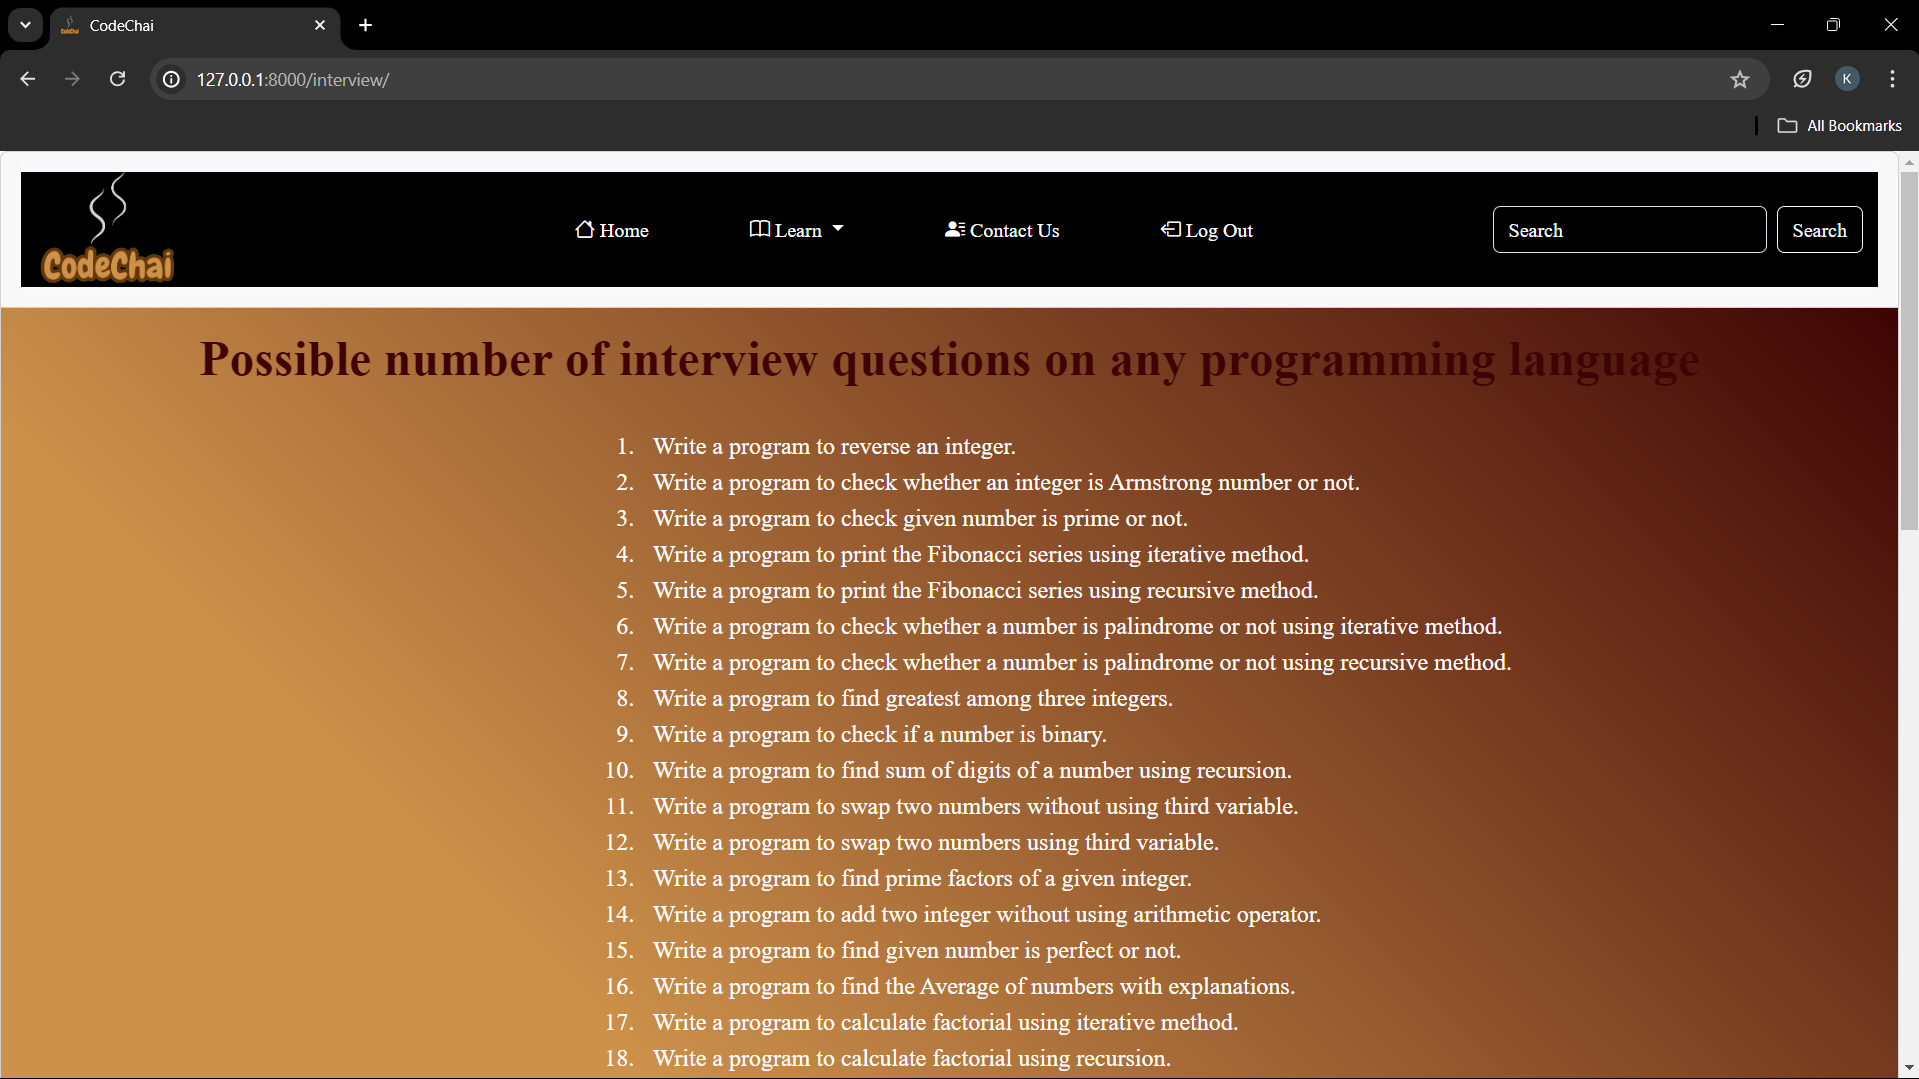 CodeChai
127.0.0.1:8000/interview/
K
All Bookmarks
CodeChai
Home
Learn
Contact Us
Log Out
Search
Search
Possible number of interview questions on any programming language
1. Write a program to reverse an integer.
2. Write a program to check whether an integer is Armstrong number or not.
3. Write a program to check given number is prime or not.
4. Write a program to print the Fibonacci series using iterative method.
5. Write a program to print the Fibonacci series using recursive method.
6. Write a program to check whether a number is palindrome or not using iterative method.
7. Write a program to check whether a number is palindrome or not using recursive method.
8. Write a program to find greatest among three integers.
9. Write a program to check if a number is binary.
10. Write a program to find sum of digits of a number using recursion.
11. Write a program to swap two numbers without using third variable.
12. Write a program to swap two numbers using third variable.
13. Write a program to find prime factors of a given integer.
14. Write a program to add two integer without using arithmetic operator.
15. Write a program to find given number is perfect or not.
16. Write a program to find the Average of numbers with explanations.
17. Write a program to calculate factorial using iterative method.
18. Write a program to calculate factorial using recursion.